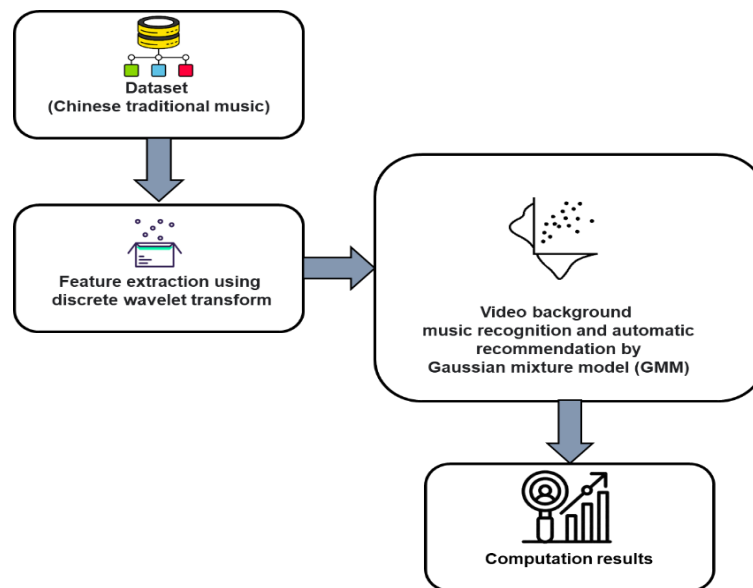 Dataset
(Chinese traditional music)
Feature extraction using
discrete wavelet transform
Video background
music recognition and automatic
recommendation by
Gaussian mixture model (GMM)
Computation results